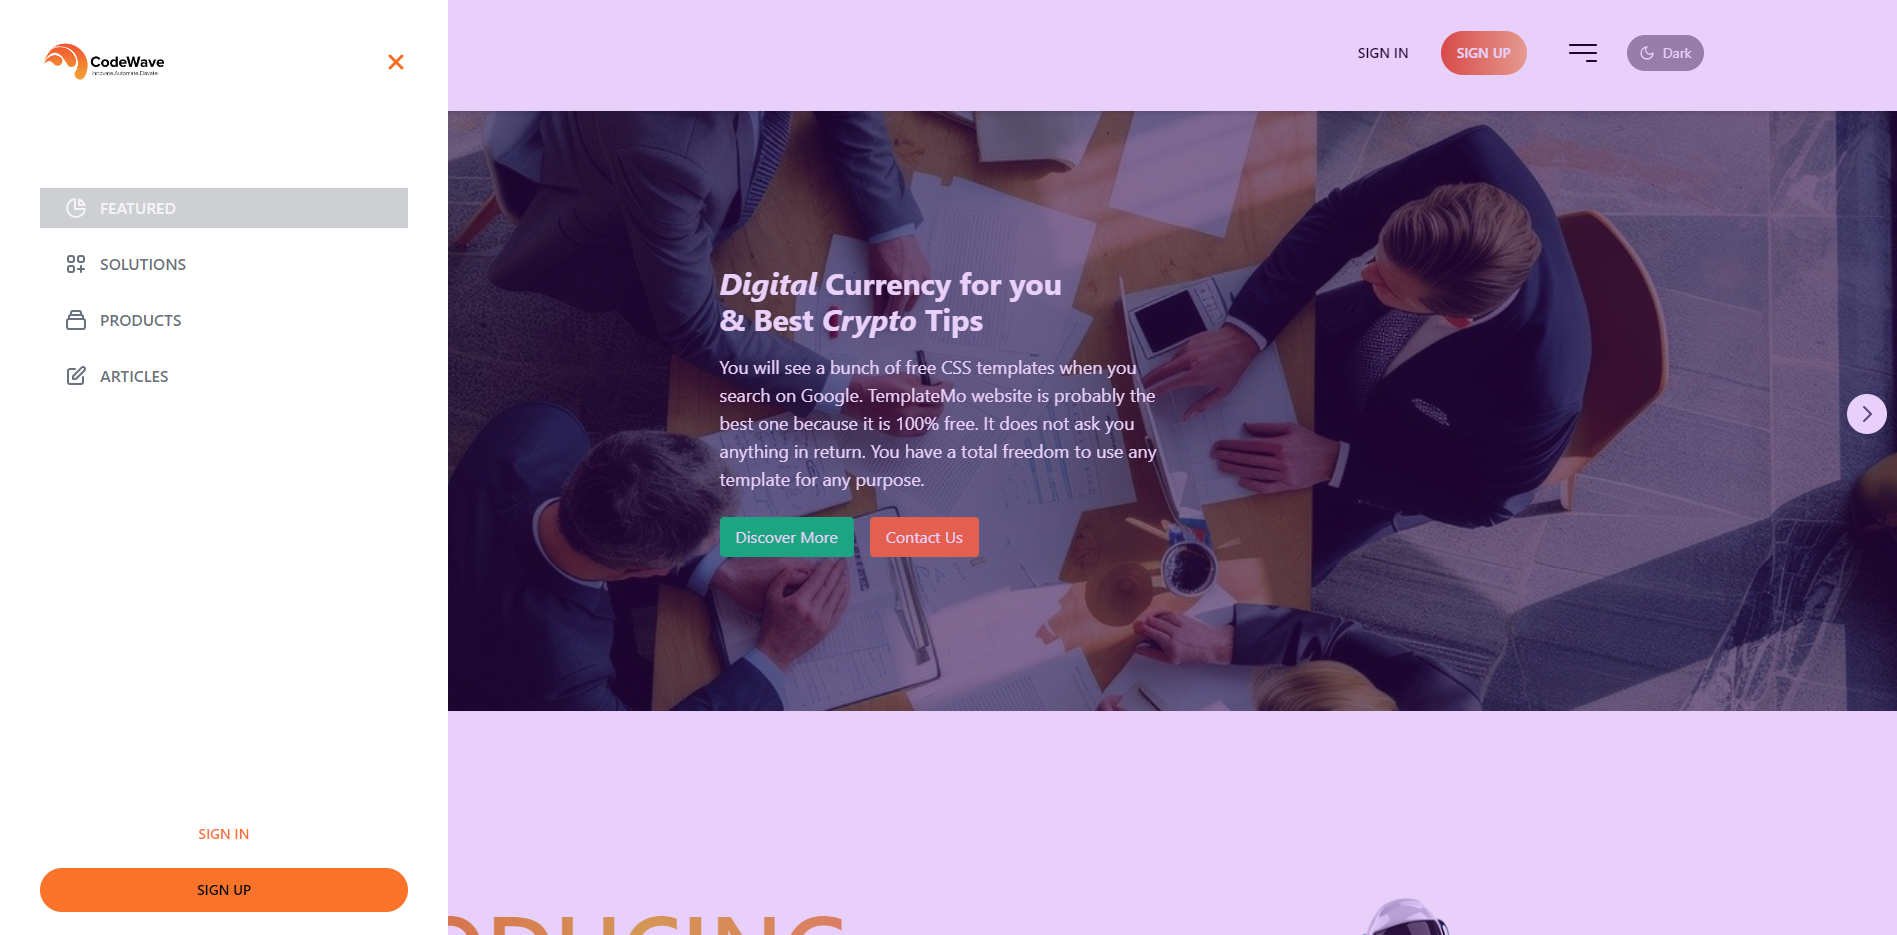 CodeWave
Innovate.Automate.Elevate
FEATURED
SOLUTIONS
PRODUCTS
ARTICLES
SIGN IN
SIGN UP
SIGN IN
SIGN UP
Dark
Digital Currency for you
& Best Crypto Tips
You will see a bunch of free CSS templates when you
search on Google. TemplateMo website is probably the
best one because it is 100% free. It does not ask you
anything in return. You have a total freedom to use any
template for any purpose.
Discover More
Contact Us
ODUCING